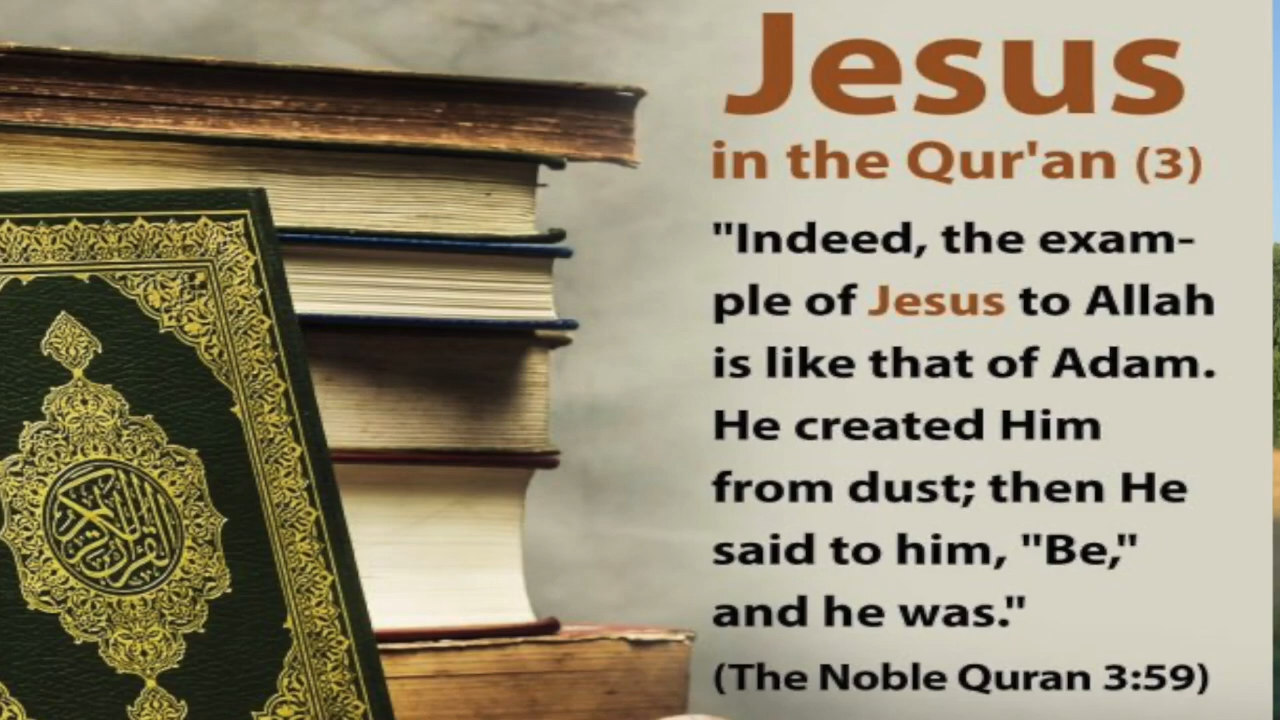 Jesus
in the Qur'an (3)
"Indeed, the exam-
ple of Jesus to Allah
is like that of Adam.
He created Him
from dust; then He
said to him, "Be,"
and he was."
(The Noble Quran 3:59)
القرآن الكريم